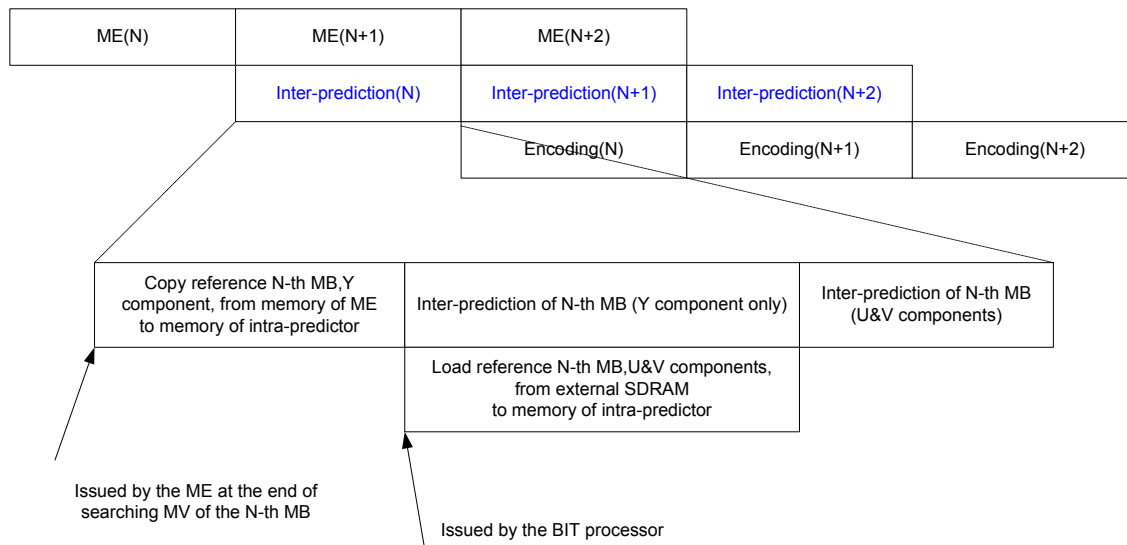 ME(N)
ME(N+1)
ME(N+2)
Inter-prediction(N)
Inter-prediction(N+1)
Inter-prediction(N+2)
Encoding(N)
Encoding(N+1)
Encoding(N+2)
Copy reference N-th MB,Y
component, from memory of ME
to memory of intra-predictor
Inter-prediction of N-th MB (Y component only)
Inter-prediction of N-th MB
(U&V components)
Load reference N-th MB,U&V components,
from external SDRAM
to memory of intra-predictor
Issued by the ME at the end of
searching MV of the N-th MB
Issued by the BIT processor